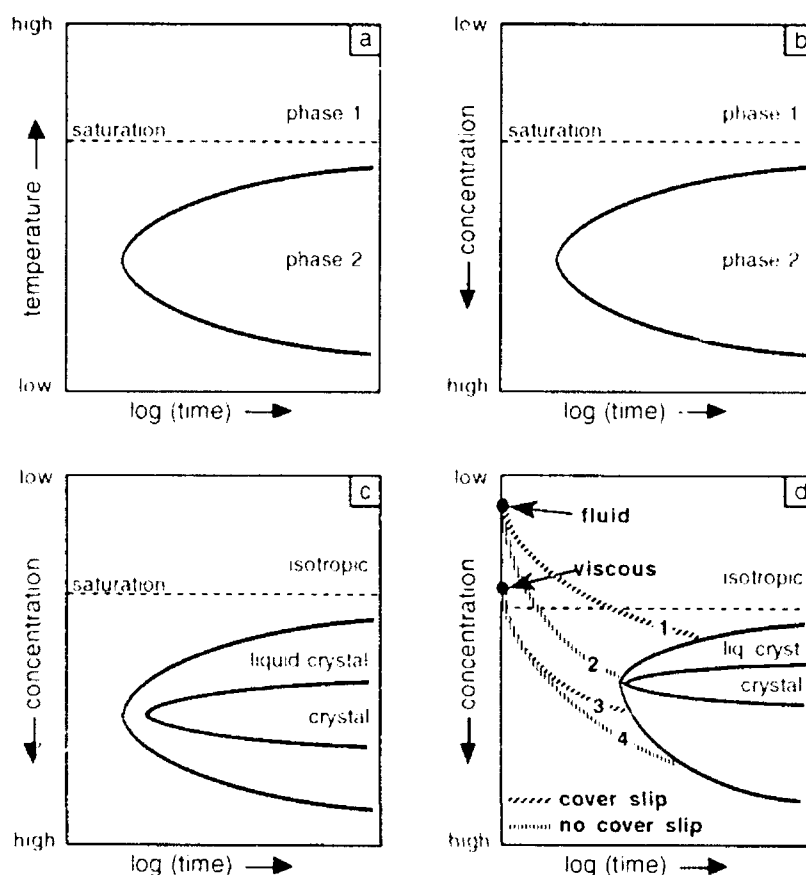 high
a
phase 1
saturation
temperature
phase 2
low
log (time)
low
b
phase 1
saturation
concentration
phase 2
high
log (time)
low
c
isotropic
saturation
concentration
liquid crystal
crystal
high
log (time)
low
d
fluid
viscous
isotropic
concentration
1
liq cryst
2
crystal
3
4
cover slip
no cover slip
high
log (time)